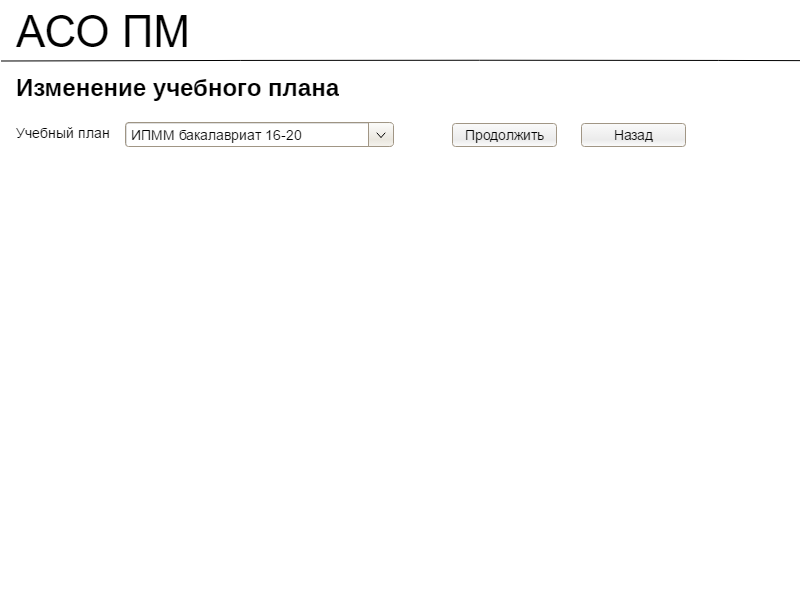 АСО ПМ
Изменение учебного плана
Учебный план ИПММ бакалавриат 16-20 Продолжить Назад